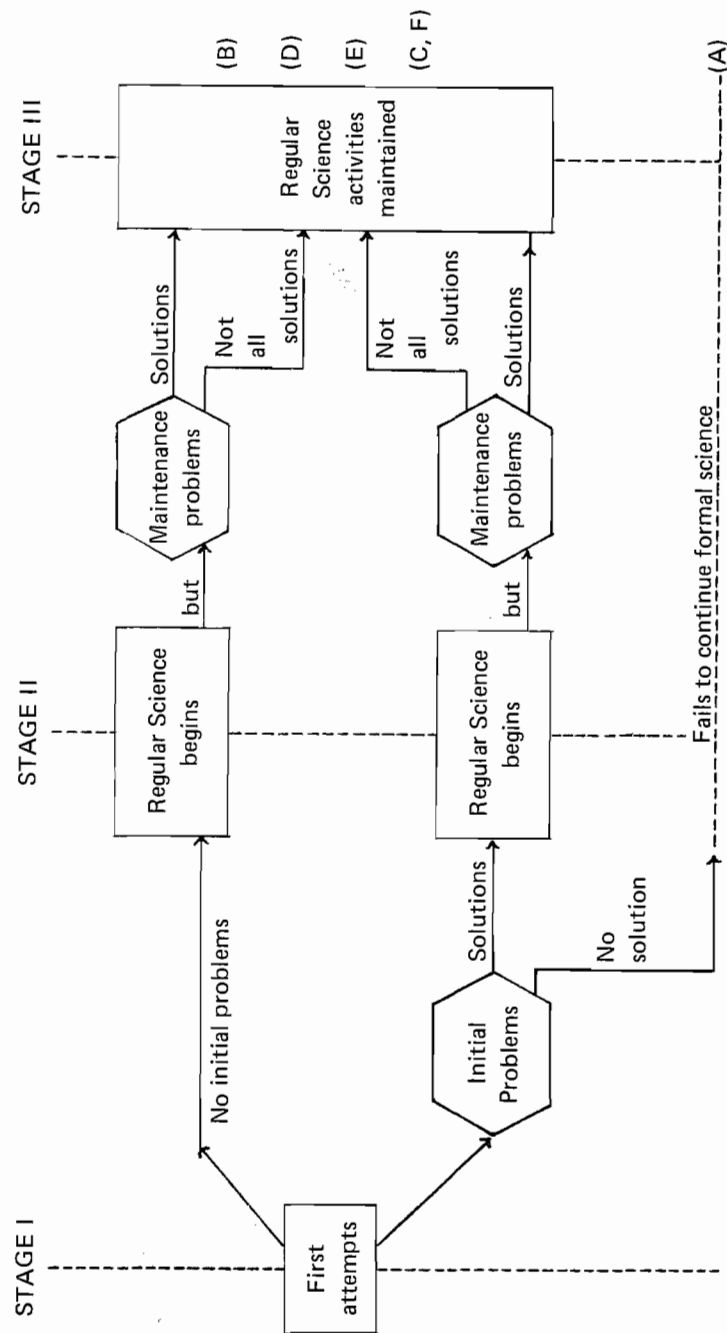 STAGE I
STAGE II
STAGE III
First
attempts
No initial problems
Regular Science
begins
but
Maintenance
problems
Solutions
Not
all
solutions
Regular
Science
activities
maintained
(B)
(D)
(E)
(C, F)
Initial
Problems
Solutions
No
solution
Regular Science
begins
but
Maintenance
problems
Not
all
solutions
Solutions
Fails to continue formal science
(A)